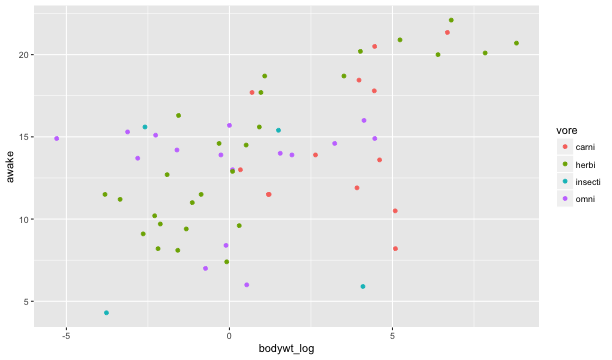 20
15
10
5
awake
-5
0
5
bodywt_log
vore
carni
herbi
insecti
omni